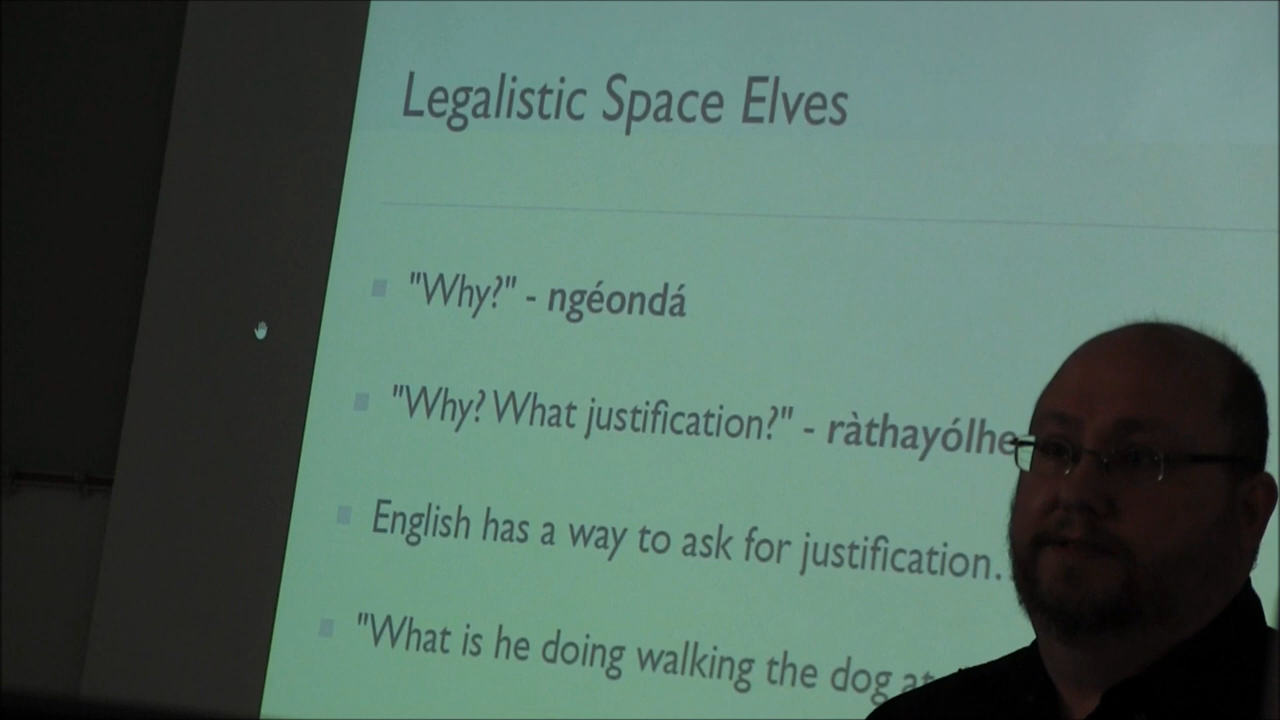 Legalistic Space Elves
"Why?" - ngéondá
"Why? What justification?" - ràthayólhe
English has a way to ask for justification.
"What is he doing walking the dog at